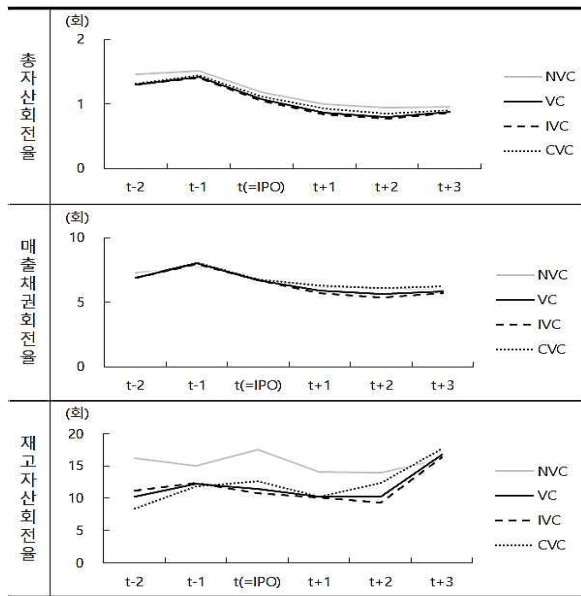 총자산회전율
(회)
2
1
0
t-2 t-1 t(=IPO) t+1 t+2 t+3
NVC
VC
IVC
CVC
매출채권회전율
(회)
10
5
0
t-2 t-1 t(=IPO) t+1 t+2 t+3
NVC
VC
IVC
CVC
재고자산회전율
(회)
20
15
10
5
0
t-2 t-1 t(=IPO) t+1 t+2 t+3
NVC
VC
IVC
CVC